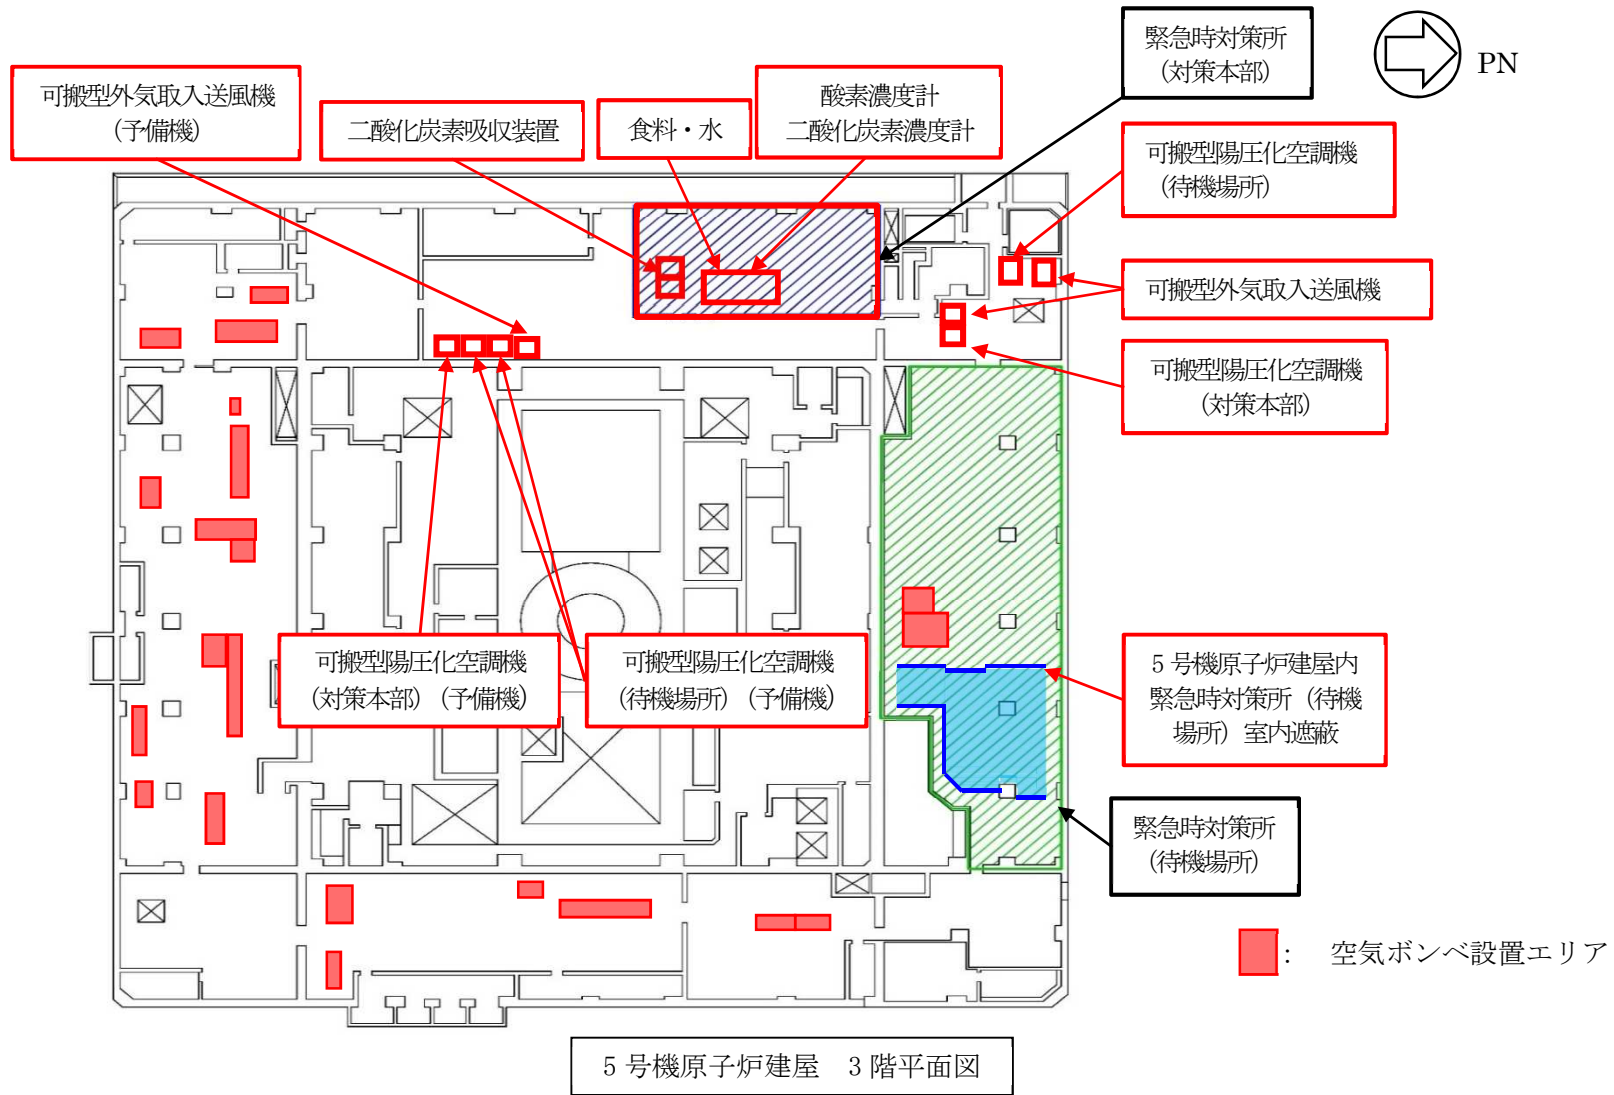 緊急時対策所
(対策本部)
PN
可搬型外気取入送風機
(予備機)
二酸化炭素吸収装置
食料・水
酸素濃度計
二酸化炭素濃度計
可搬型陽圧化空調機
(待機場所)
可搬型外気取入送風機
可搬型陽圧化空調機
(対策本部)
可搬型陽圧化空調機
(対策本部)(予備機)
可搬型陽圧化空調機
(待機場所)(予備機)
5号機原子炉建屋内
緊急時対策所(待機
場所)室内遮蔽
緊急時対策所
(待機場所)
: 空気ボンベ設置エリア
5号機原子炉建屋 3階平面図